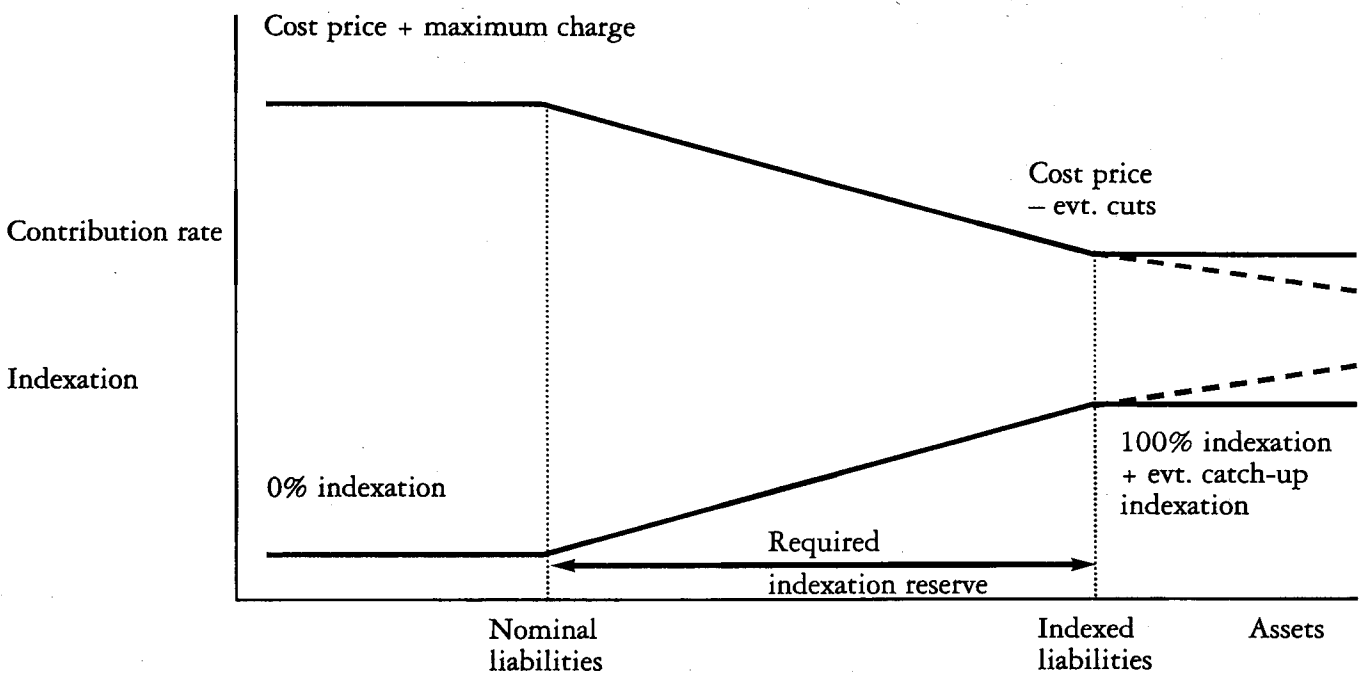 Cost price + maximum charge
Cost price
– evt. cuts
Contribution rate
Indexation
100% indexation
+ evt. catch-up
indexation
0% indexation
Required
indexation reserve
Nominal
liabilities
Indexed
liabilities
Assets